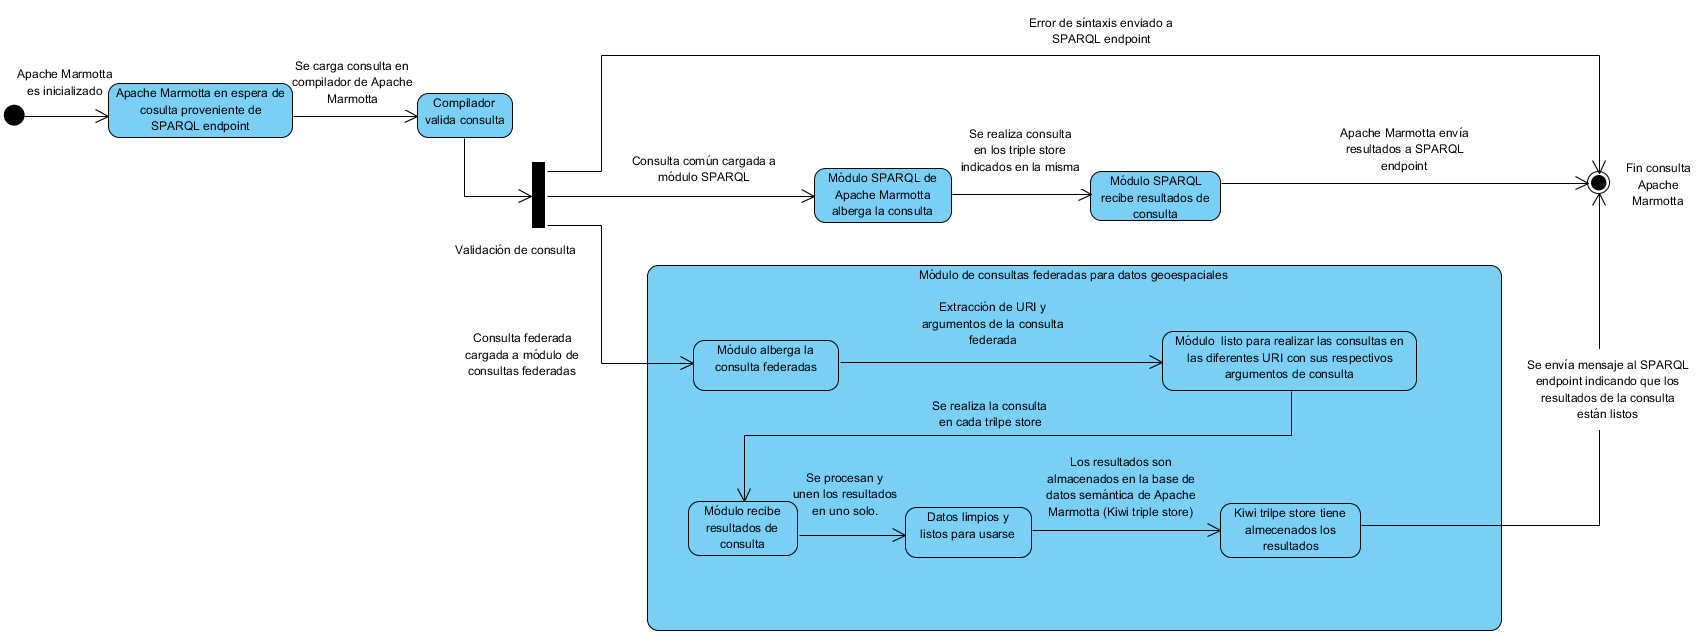 Error de síntaxis enviado a
SPARQL endpoint
Apache Marmotta
es inicializado
Apache Marmotta en espera de
cosulta proveniente de
SPARQL endpoint
Se carga consulta en
compilador de Apache
Marmotta
Compilador
valida consulta
Validación de consulta
Consulta común cargada a
módulo SPARQL
Módulo SPARQL de
Apache Marmotta
alberga la consulta
Se realiza consulta
en los triple store
indicados en la misma
Módulo SPARQL
recibe resultados de
consulta
Apache Marmotta envía
resultados a SPARQL
endpoint
Fin consulta
Apache
Marmotta
Consulta federada
cargada a módulo de
consultas federadas
Módulo de consultas federadas para datos geoespaciales
Módulo alberga la
consulta federadas
Extracción de URI y
argumentos de la consulta
federada
Módulo listo para realizar las consultas en
las diferentes URI con sus respectivos
argumentos de consulta
Se realiza la consulta
en cada trilpe store
Módulo recibe
resultados de
consulta
Se procesan y
unen los resultados
en uno solo.
Datos limpios y
listos para usarse
Los resultados son
almacenados en la base de
datos semántica de Apache
Marmotta (Kiwi triple store)
Kiwi trilpe store tiene
almecenados los
resultados
Se envía mensaje al SPARQL
endpoint indicando que los
resultados de la consulta
están listos